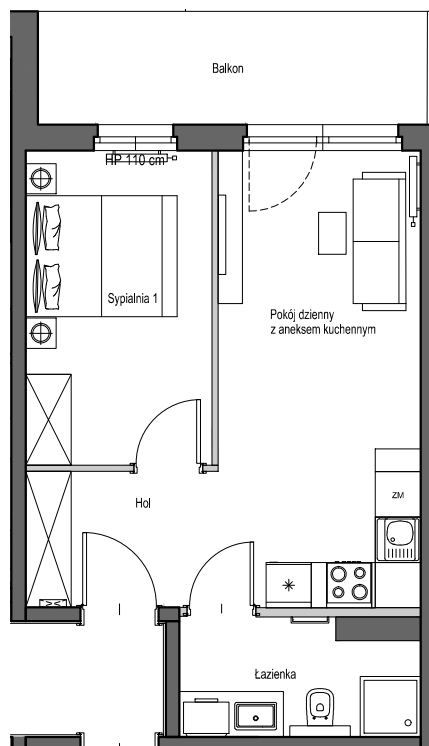 Balkon
HP 110 cm
Sypialnia 1
Pokój dzienny
z aneksem kuchennym
ZM
Hol
Łazienka